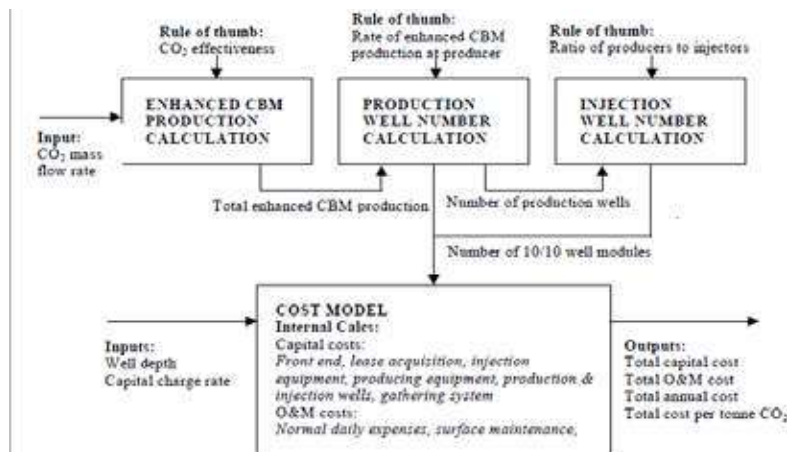 Rule of thumb:
CO2 effectiveness
Rule of thumb:
Rate of enhanced CBM
production at producer
Rule of thumb:
Ratio of producers to injectors
ENHANCED CBM
PRODUCTION
CALCULATION
PRODUCTION
WELL NUMBER
CALCULATION
INJECTION
WELL NUMBER
CALCULATION
Input:
CO2 mass
flow rate
Total enhanced CBM production
Number of production wells
Number of 10/10 well modules
Inputs:
Well depth
Capital charge rate
COST MODEL
Internal Calcs:
Capital costs:
Front end, lease acquisition, injection
equipment, producing equipment, production &
injection wells, gathering system
O&M costs:
Normal daily expenses, surface maintenance,
Outputs:
Total capital cost
Total O&M cost
Total annual cost
Total cost per tonne CO2